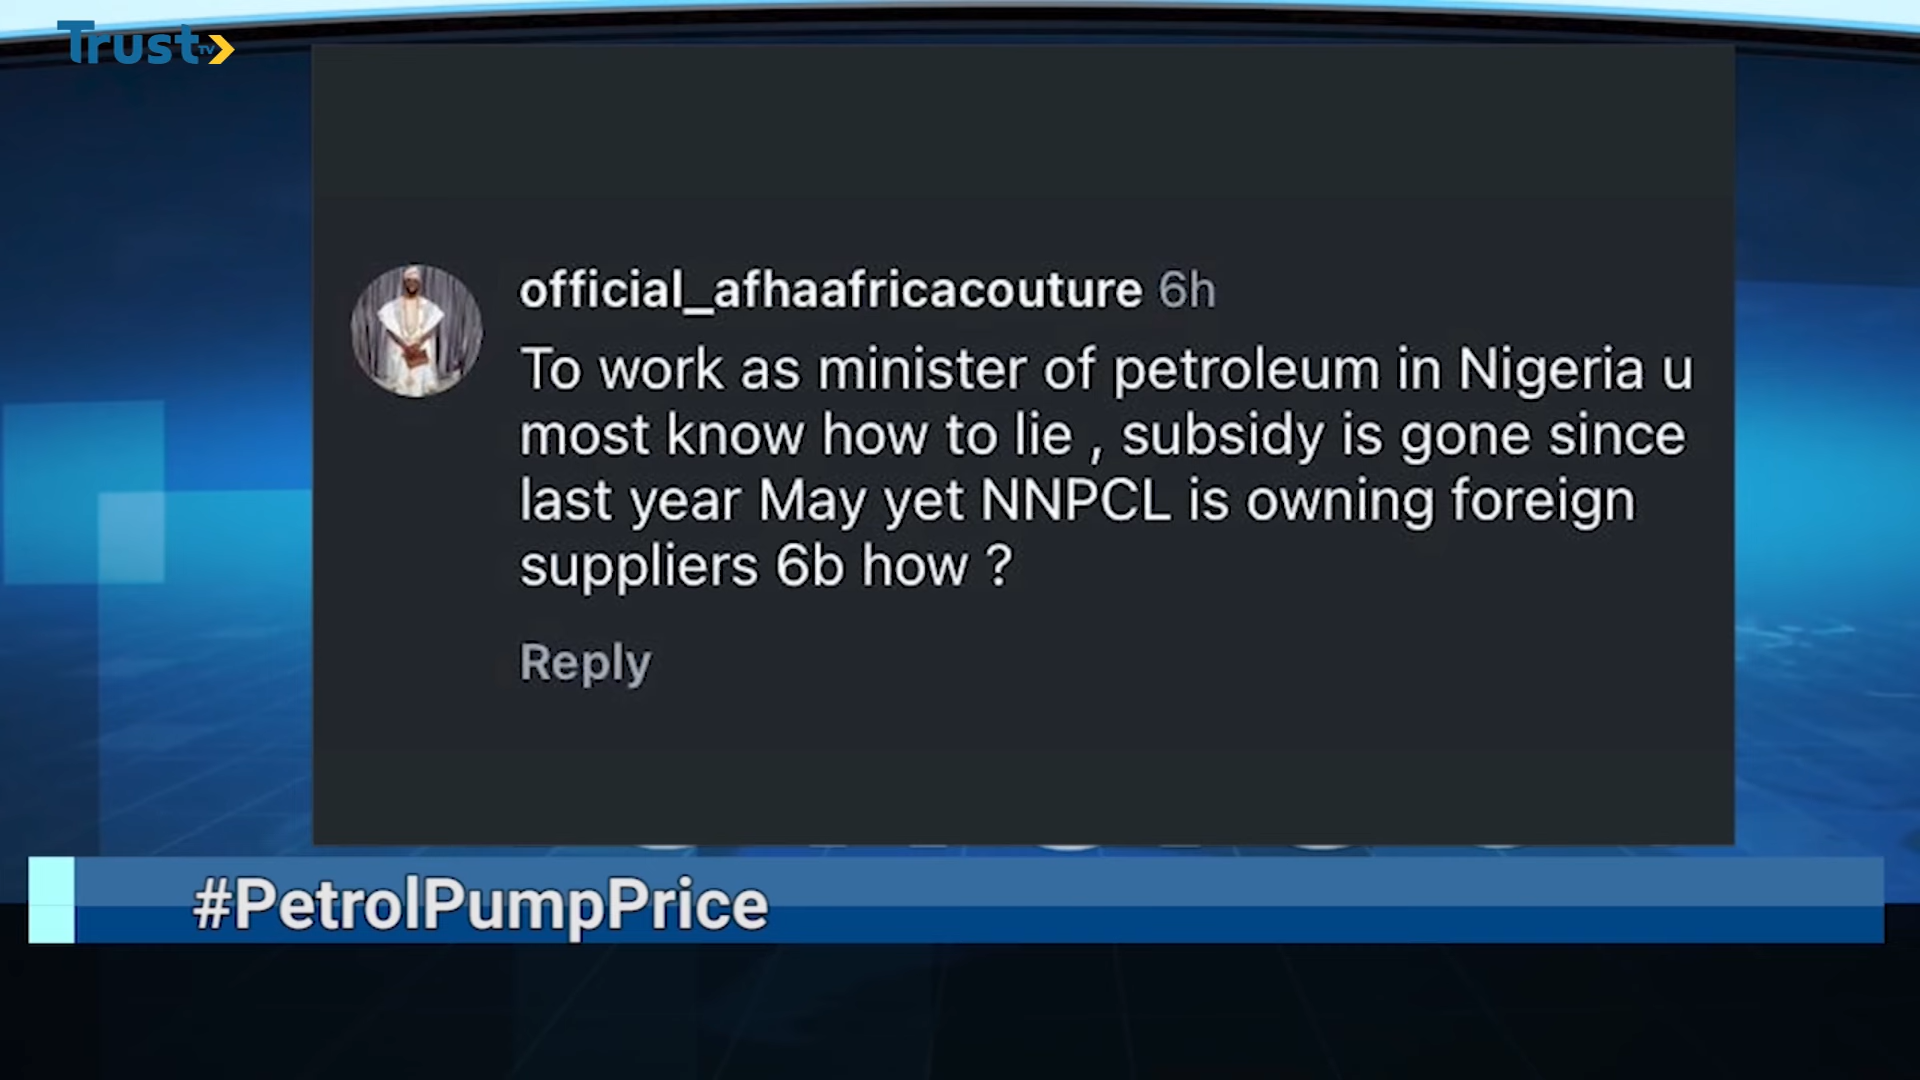 Trust TV
official_afhaafricacouture 6h
To work as minister of petroleum in Nigeria u
most know how to lie , subsidy is gone since
last year May yet NNPCL is owning foreign
suppliers 6b how ?
Reply
#PetrolPumpPrice